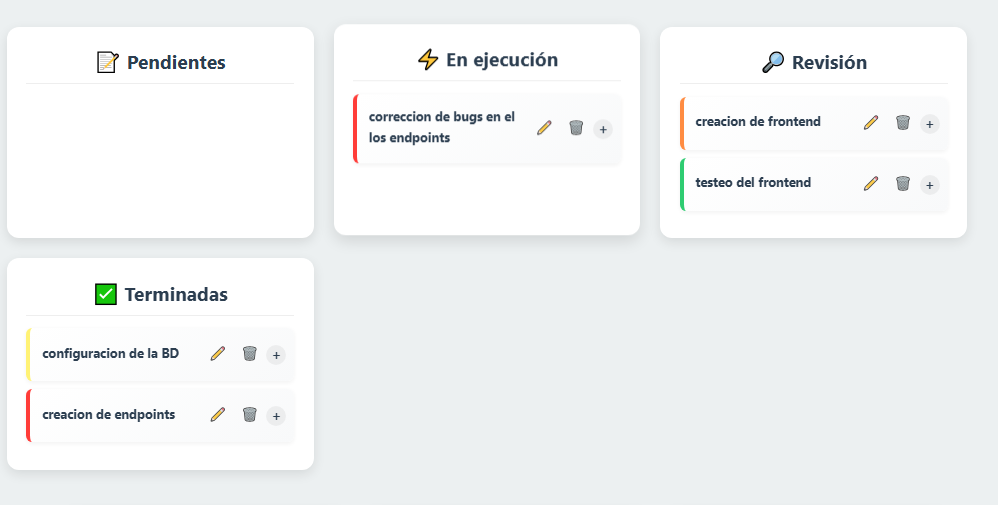 📝 Pendientes
⚡ En ejecución
correccion de bugs en el
los endpoints
+
🔎 Revisión
creacion de frontend
+
testeo del frontend
+
✅ Terminadas
configuracion de la BD
+
creacion de endpoints
+